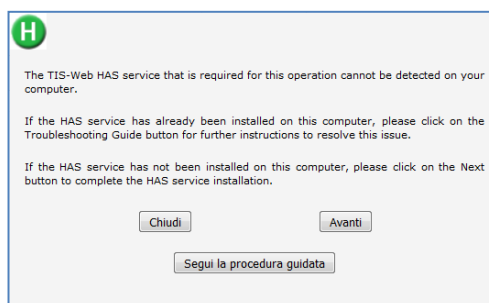 H
The TIS-Web HAS service that is required for this operation cannot be detected on your
computer.
If the HAS service has already been installed on this computer, please click on the
Troubleshooting Guide button for further instructions to resolve this issue.
If the HAS service has not been installed on this computer, please click on the Next
button to complete the HAS service installation.
Chiudi
Avanti
Segui la procedura guidata